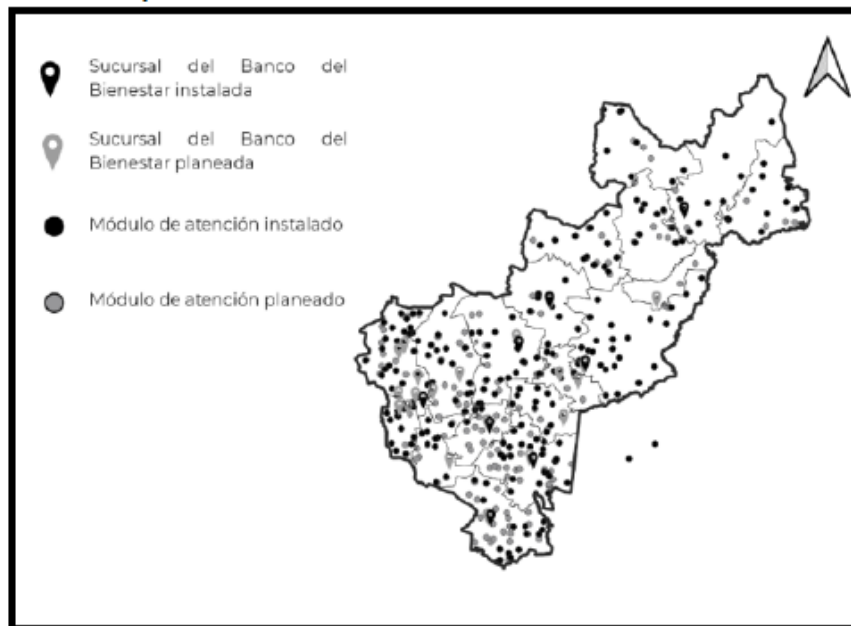 Sucursal del Banco del
Bienestar instalada
Sucursal del Banco del
Bienestar planeada
Módulo de atención instalado
Módulo de atención planeado